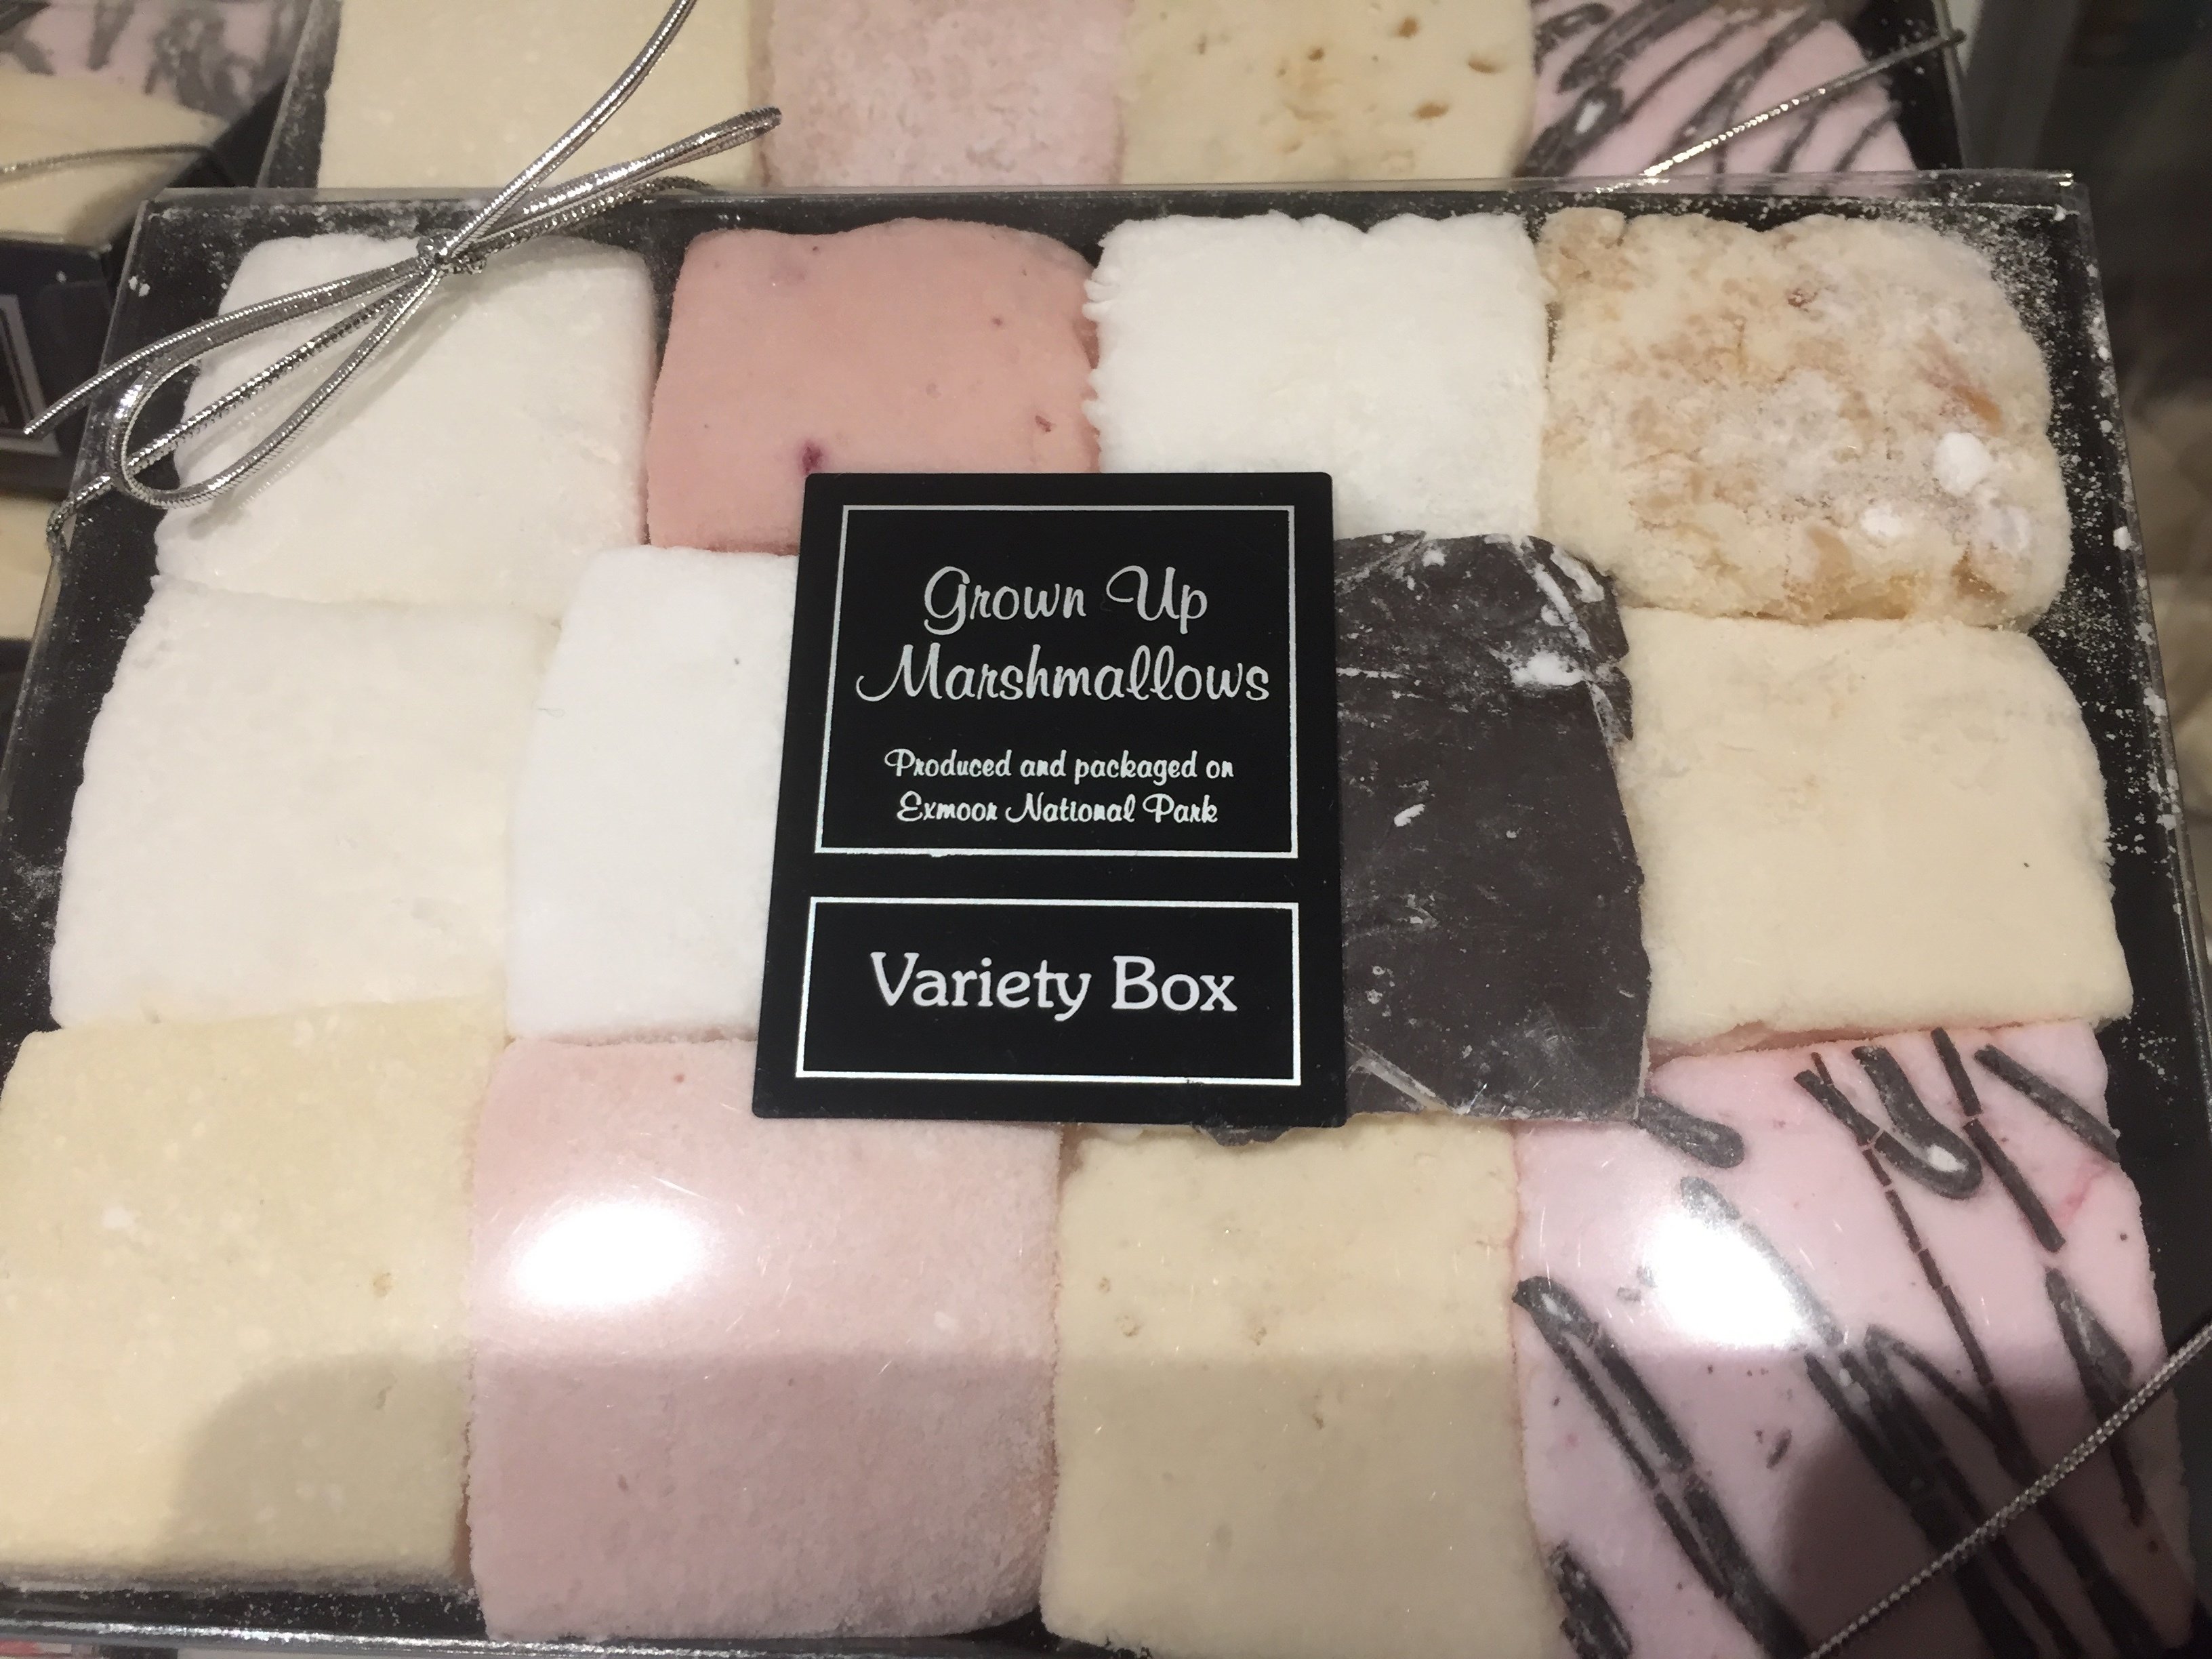 Grown Up
Marshmallows
Produced and packaged on
Exmoor National Park
Variety Box